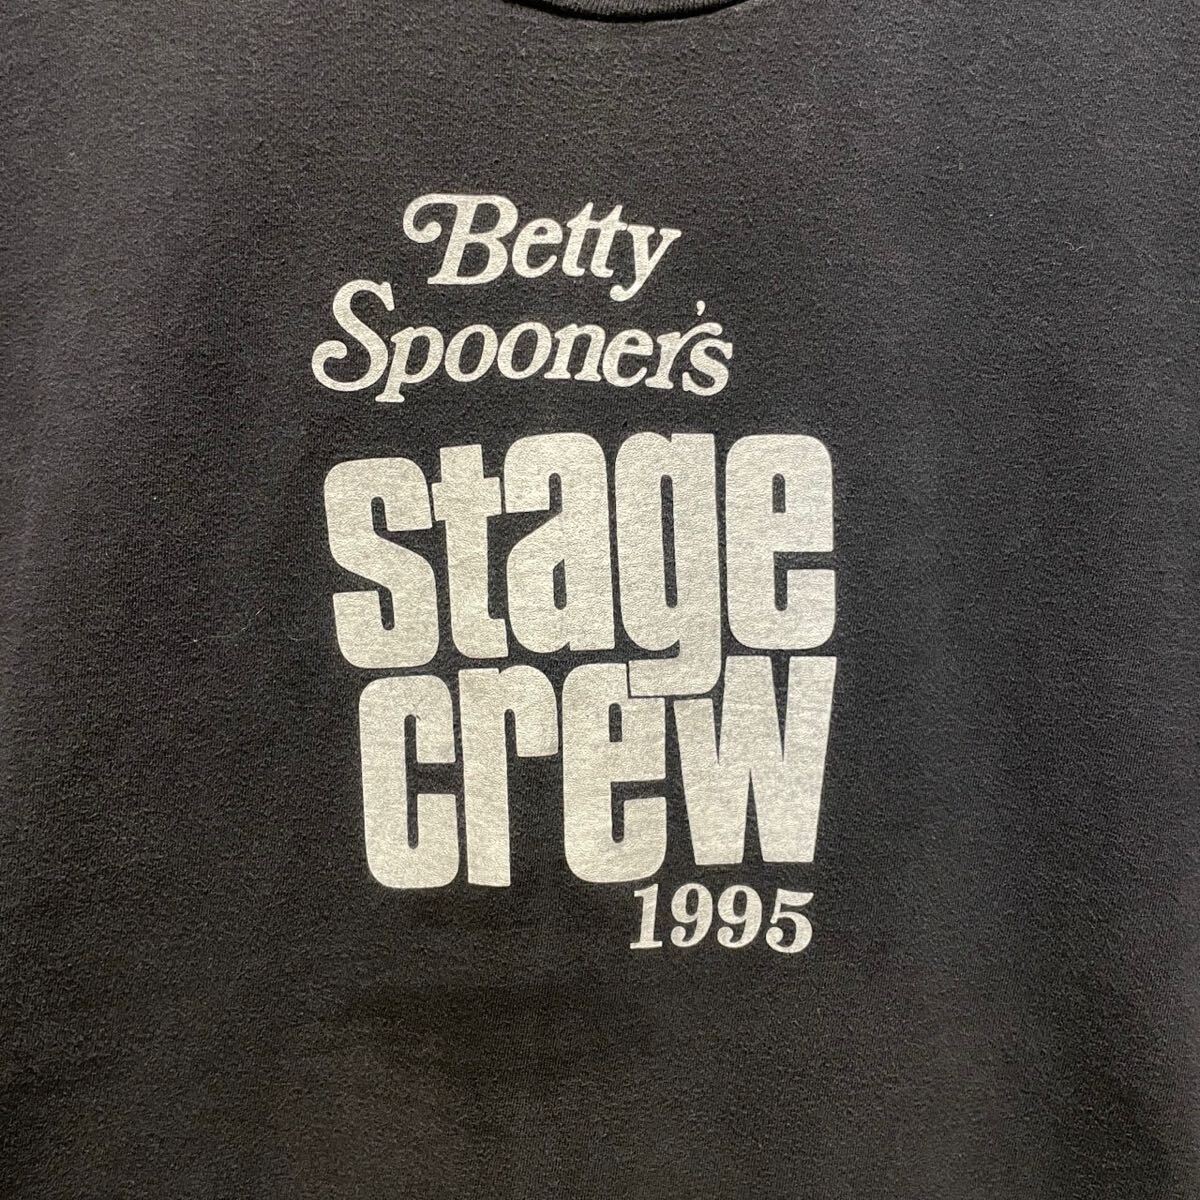 Betty
Spooner's
stage
crew
1995